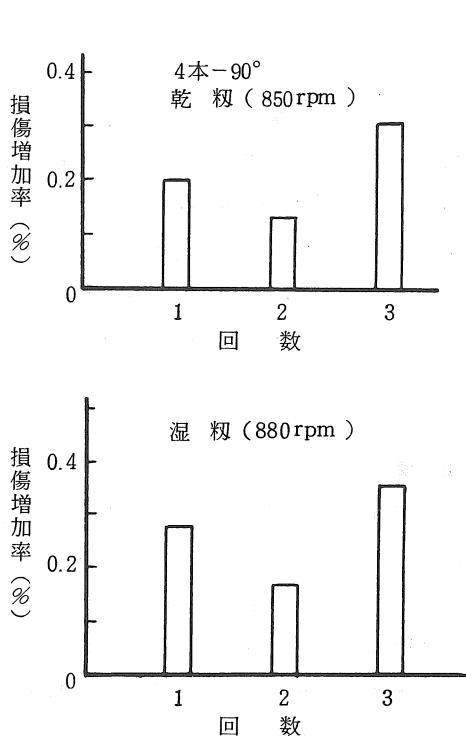 4本－90°
乾 籾 ( 850rpm )
0.4
0.2
0
損傷増加率 (%)
1 2 3
回 数
湿 籾 ( 880rpm )
0.4
0.2
0
損傷増加率 (%)
1 2 3
回 数